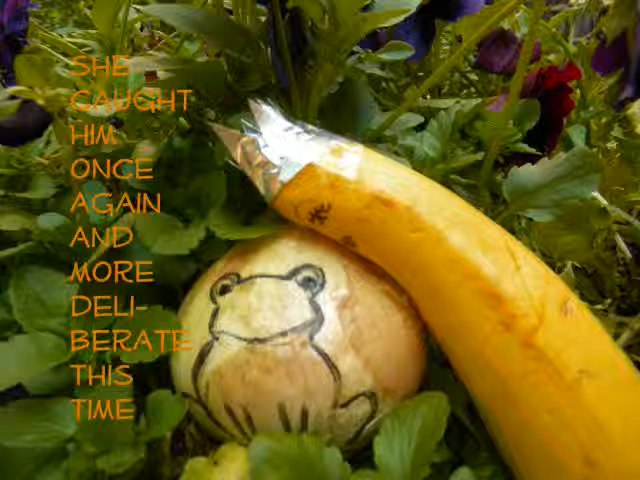 SHE
CAUGHT
HIM
ONCE
AGAIN
AND
MORE
DELI-
BERATE
THIS
TIME